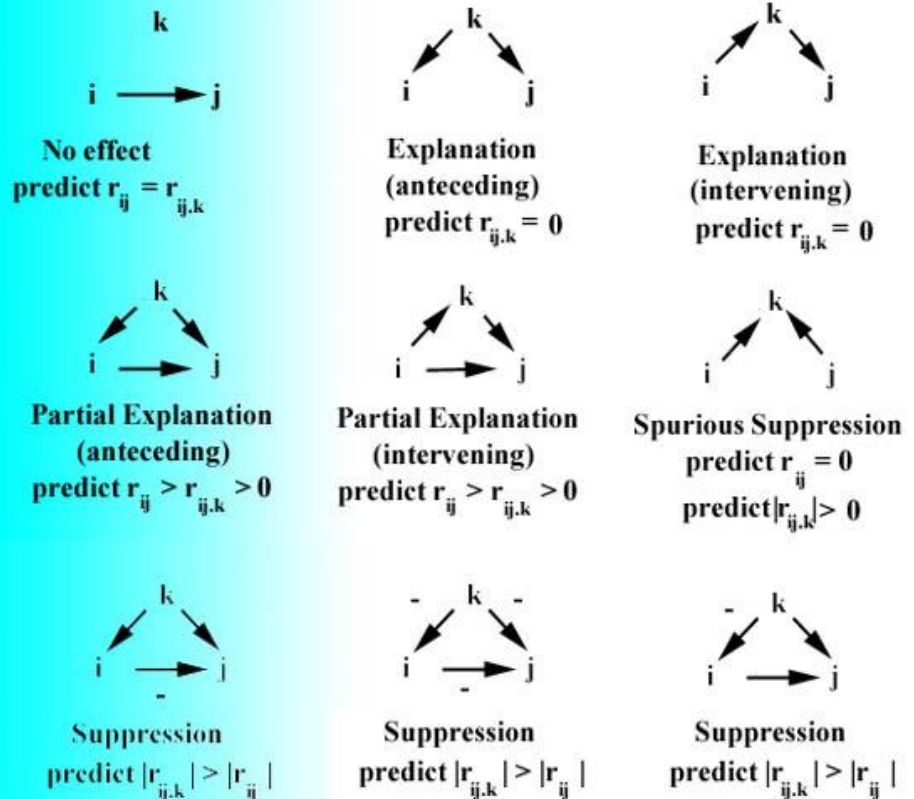 k
i j
No effect
predict r_ij = r_ij.k
k
i j
Explanation
(anteceding)
predict r_ij.k = 0
k
i j
Explanation
(intervening)
predict r_ij.k = 0
k
i j
Partial Explanation
(anteceding)
predict r_ij > r_ij.k > 0
k
i j
Partial Explanation
(intervening)
predict r_ij > r_ij.k > 0
k
i j
Spurious Suppression
predict r_ij = 0
predict |r_ij.k| > 0
k
i j
-
Suppression
predict |r_ij.k| > |r_ij|
- k -
i j
-
Suppression
predict |r_ij.k| > |r_ij|
- k
i j
Suppression
predict |r_ij.k| > |r_ij|